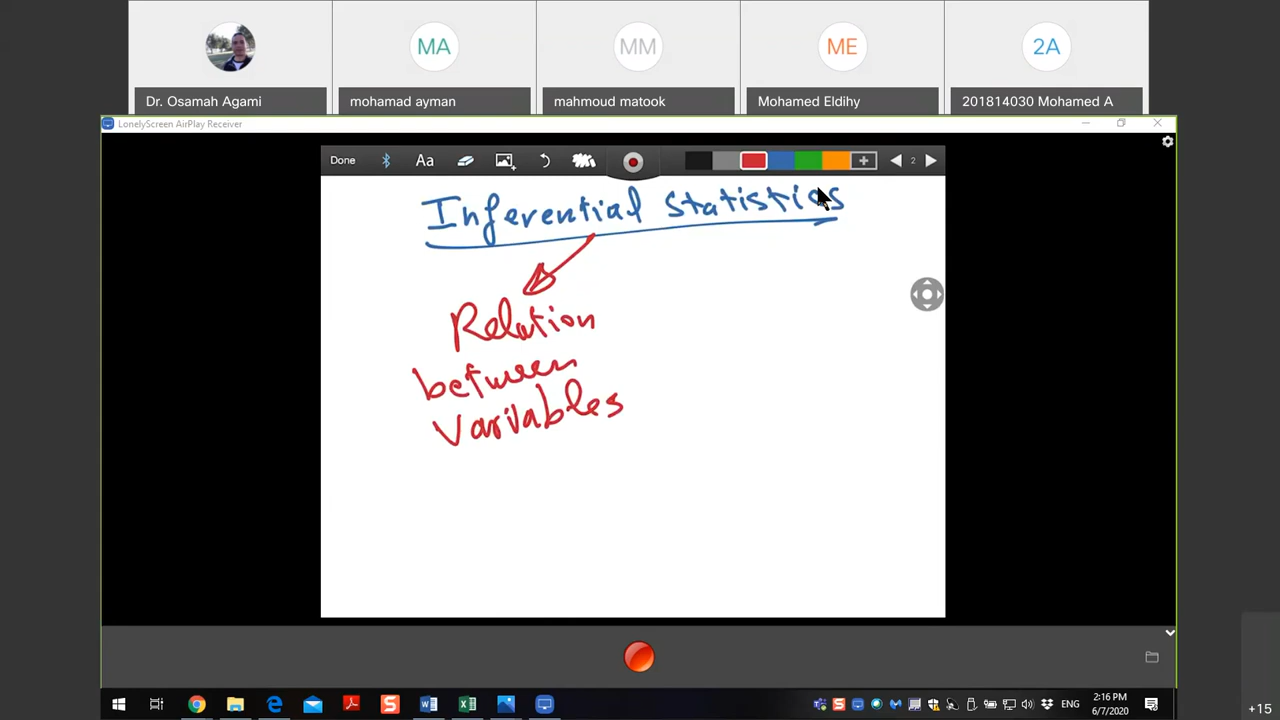 MA
MM
ME
2A
Dr. Osamah Agami
mohamad ayman
mahmoud matook
Mohamed Eldihy
201814030 Mohamed A
LonelyScreen AirPlay Receiver
Done
Aa
2
Inferential Statistics
Relation
between
Variables
2:16 PM
ENG
6/7/2020
+15